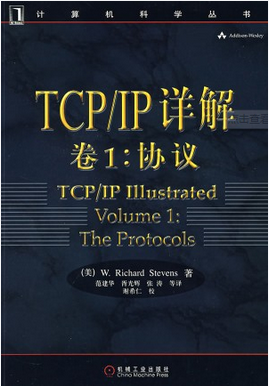 计算机科学丛书
Addison-Wesley
TCP/IP 详解
卷1：协议
TCP/IP Illustrated
Volume 1:
The Protocols
（美） W. Richard Stevens 著
范建华 胥光辉 张涛 等译
谢希仁 校
机械工业出版社
China Machine Press